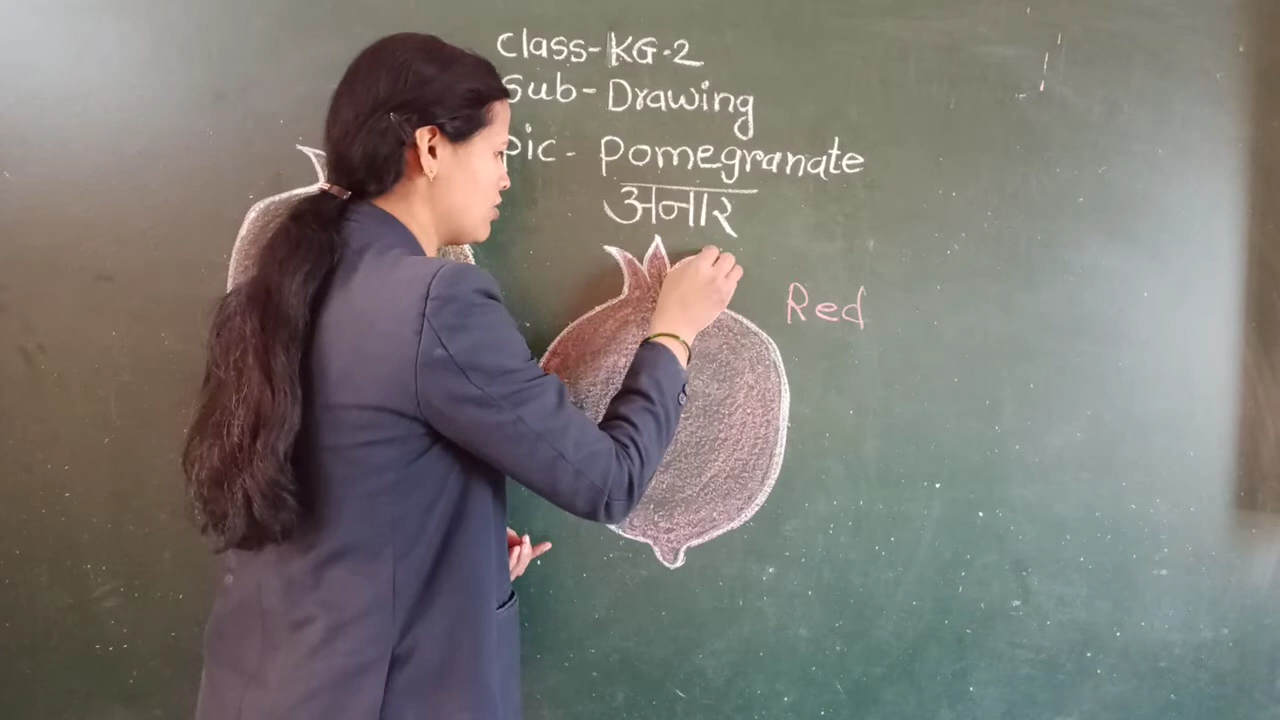 Class-KG-2
Sub-Drawing
pic- Pomegranate
अनार
Red